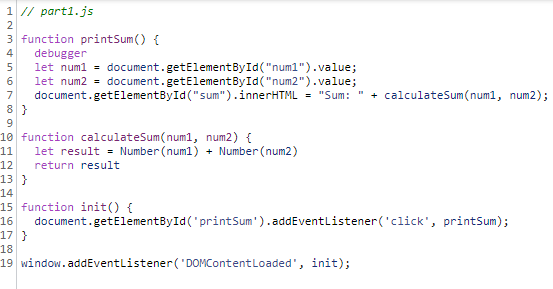 1 // part1.js
2
3 function printSum() {
4   debugger
5   let num1 = document.getElementById("num1").value;
6   let num2 = document.getElementById("num2").value;
7   document.getElementById("sum").innerHTML = "Sum: " + calculateSum(num1, num2);
8 }
9
10 function calculateSum(num1, num2) {
11   let result = Number(num1) + Number(num2)
12   return result
13 }
14
15 function init() {
16   document.getElementById('printSum').addEventListener('click', printSum);
17 }
18
19 window.addEventListener('DOMContentLoaded', init);